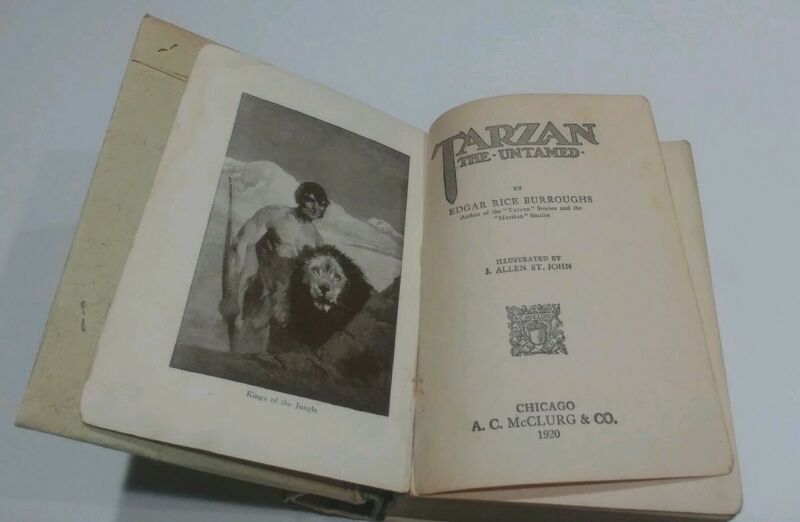 Kings of the Jungle
TARZAN
THE · UNTAMED ·
BY
EDGAR RICE BURROUGHS
Author of the "Tarzan" Stories and the
"Martian" Stories
ILLUSTRATED BY
J. ALLEN ST. JOHN
A.C. McCLURG
CHICAGO
A. C. McCLURG & CO.
1920